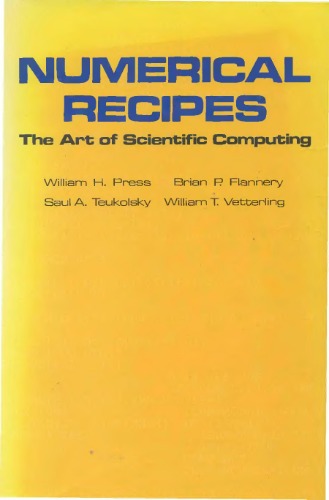 NUMERICAL
RECIPES
The Art of Scientific Computing
William H. Press Brian P. Flannery
Saul A. Teukolsky William T. Vetterling